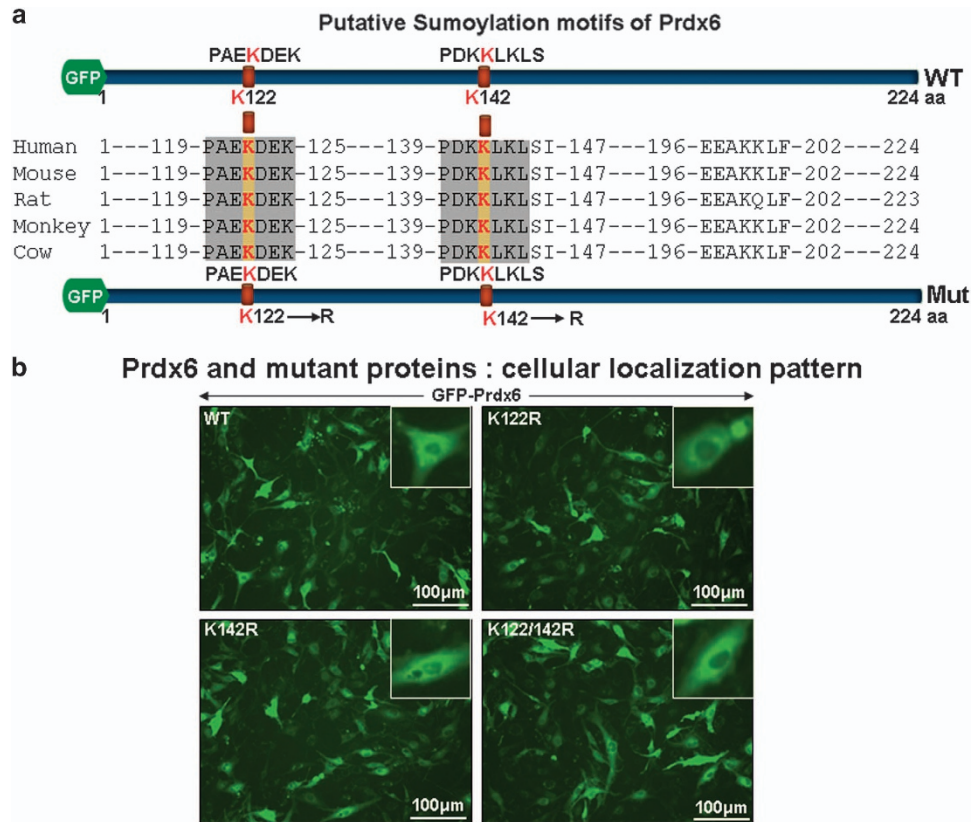 a
Putative Sumoylation motifs of Prdx6
PAEKDEK PDKKLKLS
GFP WT
1 K122 K142 224 aa
Human 1---119-PAEKDEK-125---139-PDKKLKLSI-147---196-EEAKKLF-202---224
Mouse 1---119-PAEKDEK-125---139-PDKKLKLSI-147---196-EEAKKLF-202---224
Rat 1---119-PAEKDEK-125---139-PDKKLKLSI-147---196-EEAKQLF-202---223
Monkey 1---119-PAEKDEK-125---139-PDKKLKLSI-147---196-EEAKKLF-202---224
Cow 1---119-PAEKDEK-125---139-PDKKLKLSI-147---196-EEAKKLF-202---224
PAEKDEK PDKKLKLS
GFP Mut
1 K122→R K142→R 224 aa
b
Prdx6 and mutant proteins : cellular localization pattern
GFP-Prdx6
WT K122R
100µm 100µm
K142R K122/142R
100µm 100µm